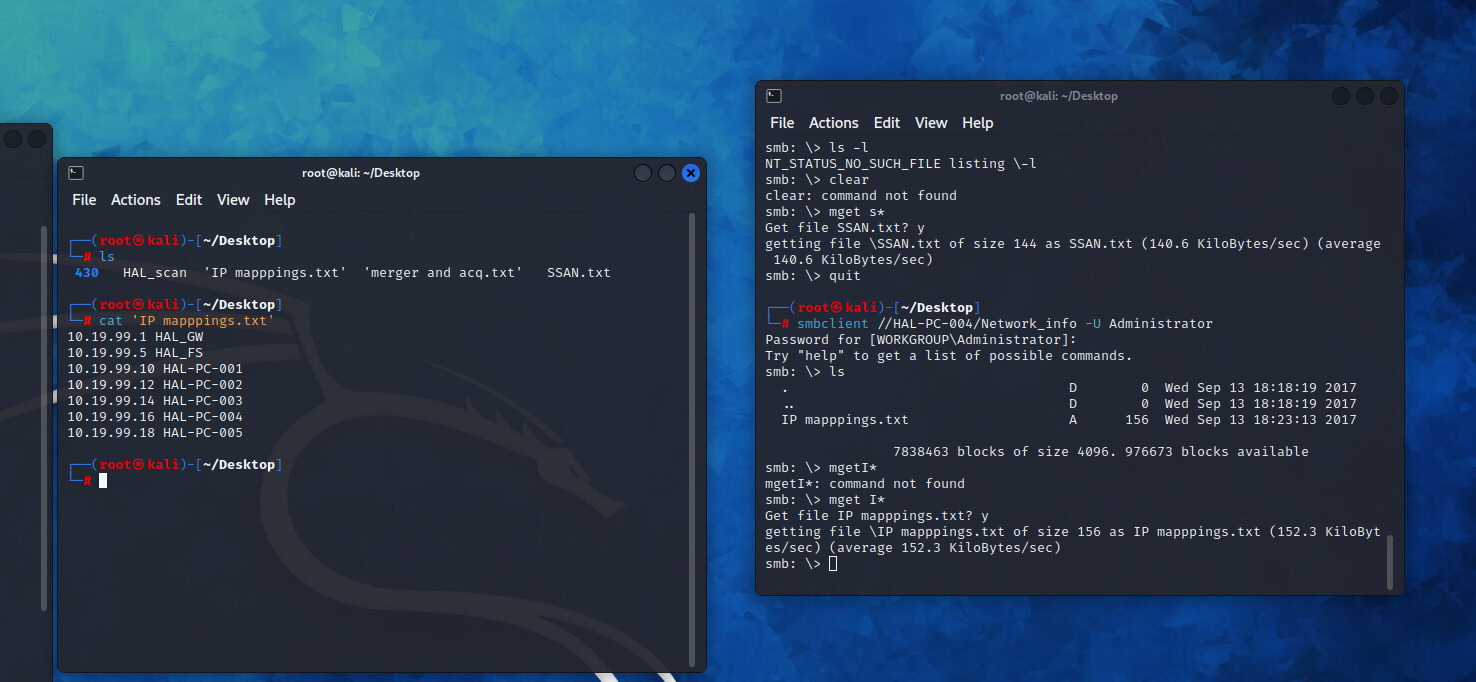 root@kali: ~/Desktop
File Actions Edit View Help
┌──(root㉿kali)-[~/Desktop]
└─# ls
430 HAL_scan 'IP mapppings.txt' 'merger and acq.txt' SSAN.txt
┌──(root㉿kali)-[~/Desktop]
└─# cat 'IP mapppings.txt'
10.19.99.1 HAL_GW
10.19.99.5 HAL_FS
10.19.99.10 HAL-PC-001
10.19.99.12 HAL-PC-002
10.19.99.14 HAL-PC-003
10.19.99.16 HAL-PC-004
10.19.99.18 HAL-PC-005
┌──(root㉿kali)-[~/Desktop]
└─#
root@kali: ~/Desktop
File Actions Edit View Help
smb: \> ls -l
NT_STATUS_NO_SUCH_FILE listing \-l
smb: \> clear
clear: command not found
smb: \> mget s*
Get file SSAN.txt? y
getting file \SSAN.txt of size 144 as SSAN.txt (140.6 KiloBytes/sec) (average
140.6 KiloBytes/sec)
smb: \> quit
┌──(root㉿kali)-[~/Desktop]
└─# smbclient //HAL-PC-004/Network_info -U Administrator
Password for [WORKGROUP\Administrator]:
Try "help" to get a list of possible commands.
smb: \> ls
. D 0 Wed Sep 13 18:18:19 2017
.. D 0 Wed Sep 13 18:18:19 2017
IP mapppings.txt A 156 Wed Sep 13 18:23:13 2017
7838463 blocks of size 4096. 976673 blocks available
smb: \> mgetI*
mgetI*: command not found
smb: \> mget I*
Get file IP mapppings.txt? y
getting file \IP mapppings.txt of size 156 as IP mapppings.txt (152.3 KiloByt
es/sec) (average 152.3 KiloBytes/sec)
smb: \>